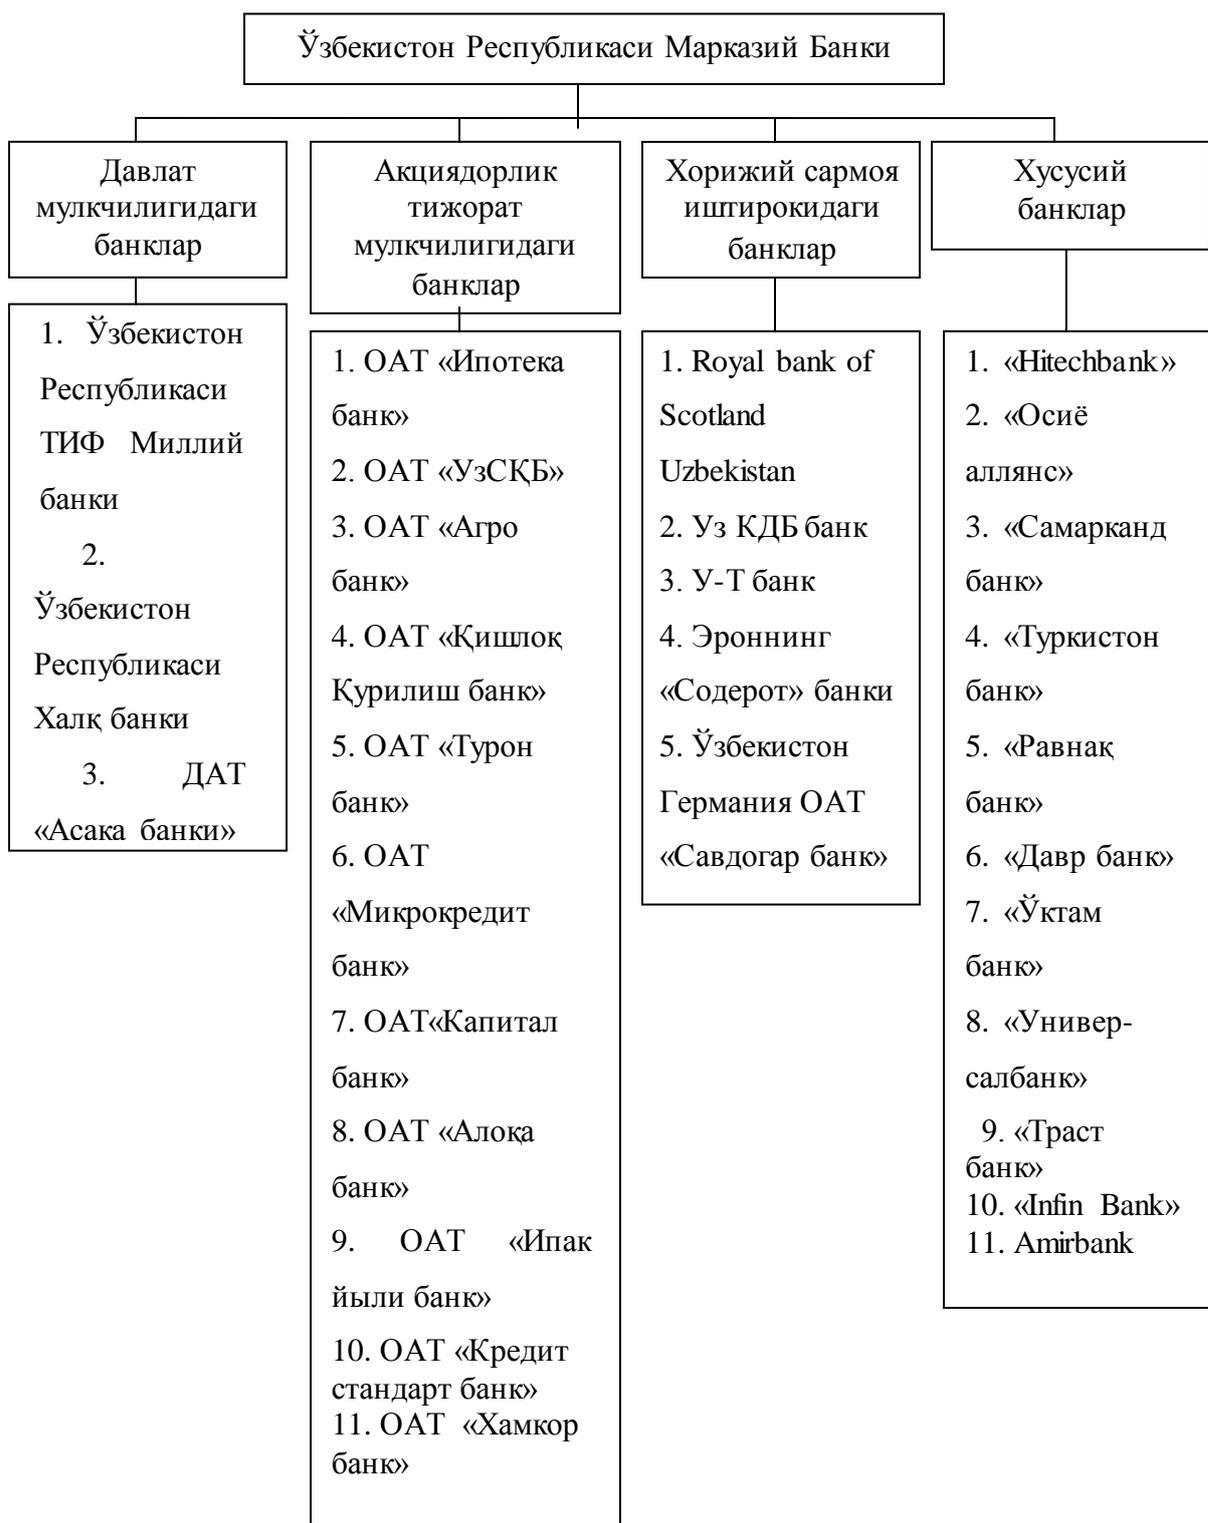 Ўзбекистон Республикаси Марказий Банки
Давлат
мулкчилигидаги
банклар
Акциядорлик
тижорат
мулкчилигидаги
банклар
Хорижий сармоя
иштирокидаги
банклар
Хусусий
банклар
1. Ўзбекистон
Республикаси
ТИФ Миллий
банки
2.
Ўзбекистон
Республикаси
Халқ банки
3. ДАТ
«Асака банки»
1. ОАТ «Ипотека
банк»
2. ОАТ «УзСҚБ»
3. ОАТ «Агро
банк»
4. ОАТ «Қишлоқ
Қурилиш банк»
5. ОАТ «Турон
банк»
6. ОАТ
«Микрокредит
банк»
7. ОАТ«Капитал
банк»
8. ОАТ «Алоқа
банк»
9. ОАТ «Ипак
йыли банк»
10. ОАТ «Кредит
стандарт банк»
11. ОАТ «Хамкор
банк»
1. Royal bank of
Scotland
Uzbekistan
2. Уз КДБ банк
3. У-Т банк
4. Эроннинг
«Содерот» банки
5. Ўзбекистон
Германия ОАТ
«Савдогар банк»
1. «Hitechbank»
2. «Осиё
аллянс»
3. «Самарканд
банк»
4. «Туркистон
банк»
5. «Равнақ
банк»
6. «Давр банк»
7. «Ўктам
банк»
8. «Универ-
салбанк»
9. «Траст
банк»
10. «Infin Bank»
11. Amirbank